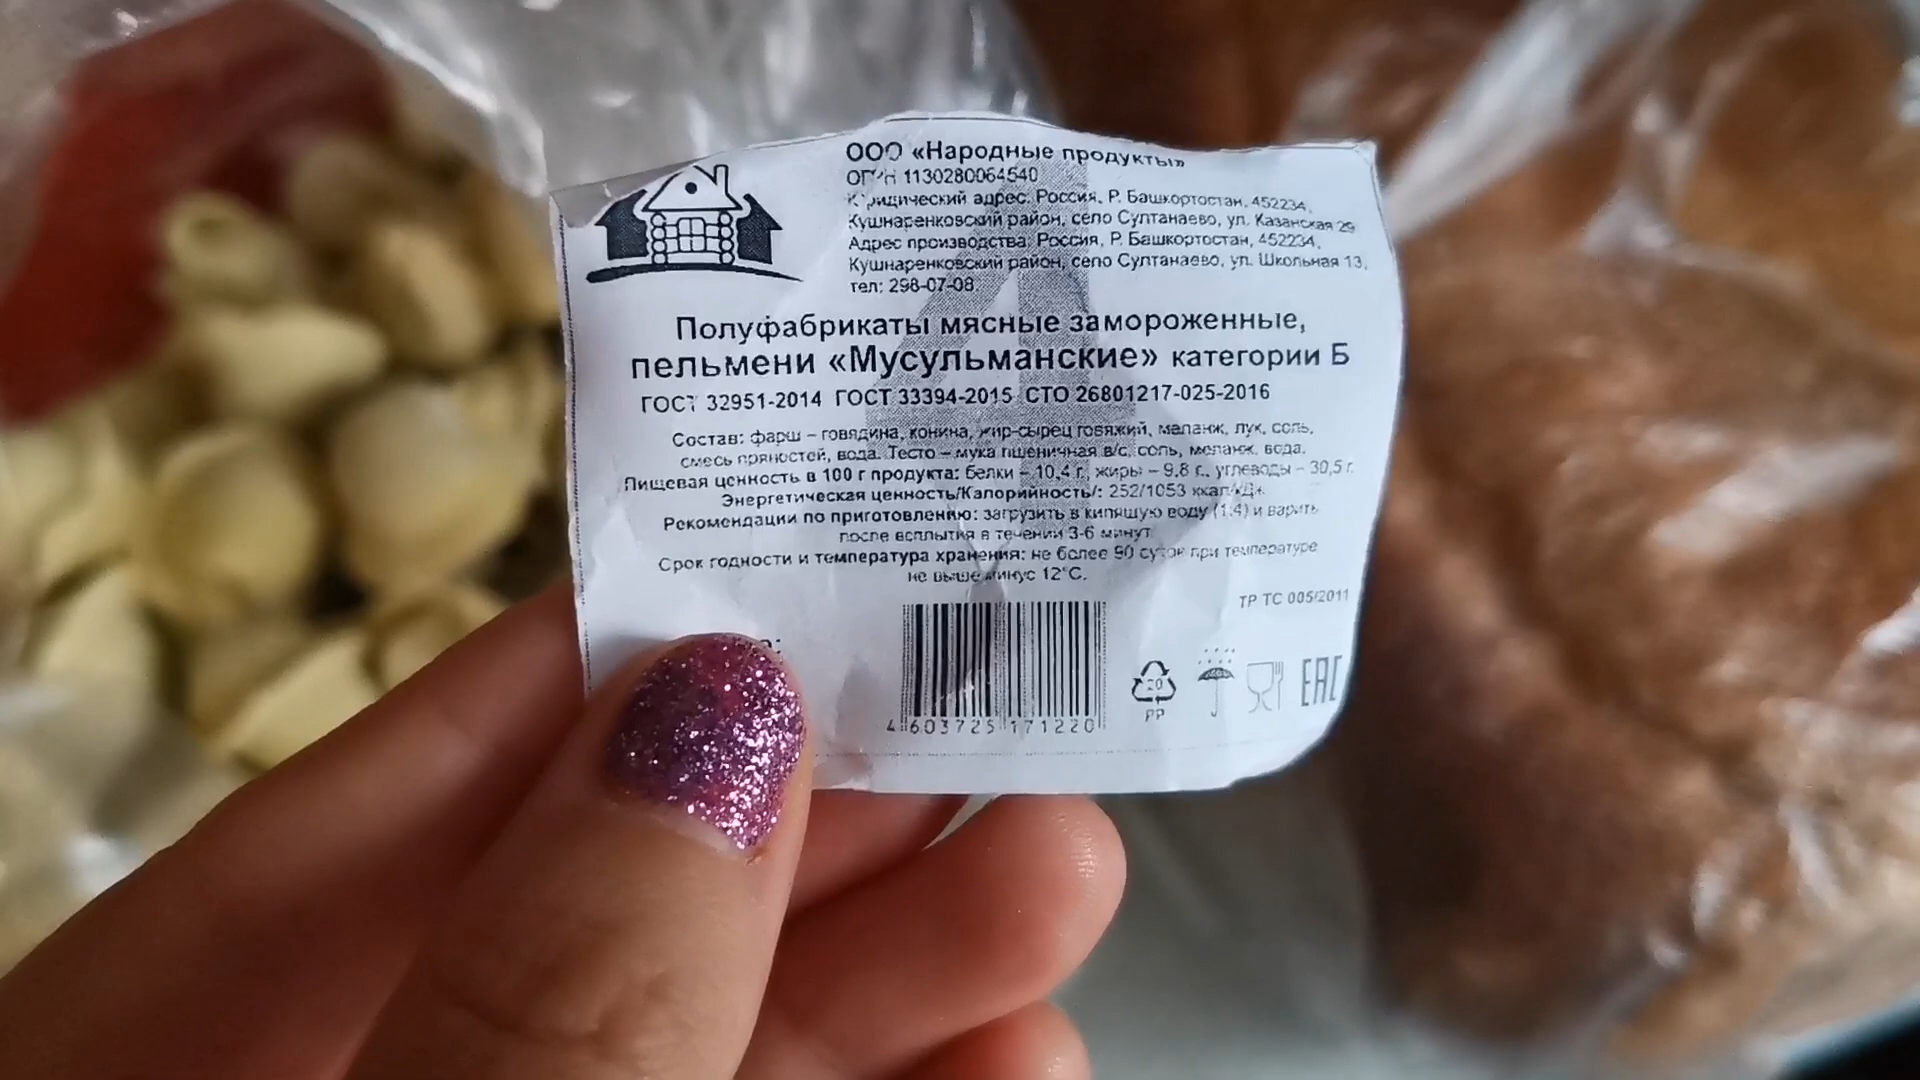 ООО «Народные продукты»
ОГРН 1130280064540
Юридический адрес: Россия, Р. Башкортостан, 452234,
Кушнаренковский район, село Султанаево, ул. Казанская 29
Адрес производства: Россия, Р. Башкортостан, 452234,
Кушнаренковский район, село Султанаево, ул. Школьная 13,
тел: 298-07-08
Полуфабрикаты мясные замороженные,
пельмени «Мусульманские» категории Б
ГОСТ 32951-2014 ГОСТ 33394-2015 СТО 26801217-025-2016
Состав: фарш – говядина, конина, жир-сырец говяжий, меланж, лук, соль,
смесь пряностей, вода. Тесто – мука пшеничная в/с, соль, меланж, вода.
Пищевая ценность в 100 г продукта: белки – 10,4 г., жиры – 9,8 г., углеводы – 30,5 г.
Энергетическая ценность/Калорийность/: 252/1053 ккал/кДж
Рекомендации по приготовлению: загрузить в кипящую воду (1:4) и варить
после всплытия в течении 3-6 минут
Срок годности и температура хранения: не более 90 суток при температуре
не выше минус 12°С.
ТР ТС 005/2011
20
PP
EAC
4 603725 171220